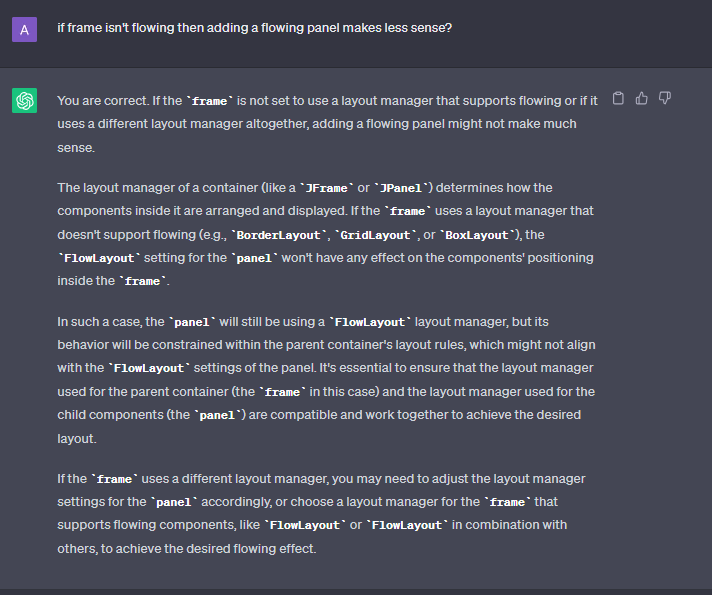 A
if frame isn't flowing then adding a flowing panel makes less sense?
You are correct. If the `frame` is not set to use a layout manager that supports flowing or if it
uses a different layout manager altogether, adding a flowing panel might not make much
sense.
The layout manager of a container (like a `JFrame` or `JPanel`) determines how the
components inside it are arranged and displayed. If the `frame` uses a layout manager that
doesn't support flowing (e.g., `BorderLayout`, `GridLayout`, or `BoxLayout`), the
`FlowLayout` setting for the `panel` won't have any effect on the components' positioning
inside the `frame`.
In such a case, the `panel` will still be using a `FlowLayout` layout manager, but its
behavior will be constrained within the parent container's layout rules, which might not align
with the `FlowLayout` settings of the panel. It's essential to ensure that the layout manager
used for the parent container (the `frame` in this case) and the layout manager used for the
child components (the `panel`) are compatible and work together to achieve the desired
layout.
If the `frame` uses a different layout manager, you may need to adjust the layout manager
settings for the `panel` accordingly, or choose a layout manager for the `frame` that
supports flowing components, like `FlowLayout` or `FlowLayout` in combination with
others, to achieve the desired flowing effect.